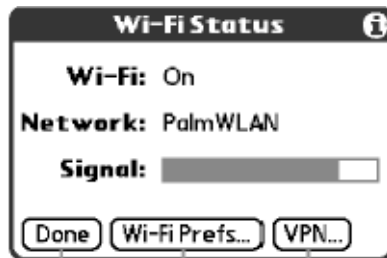 Wi-Fi Status
Wi-Fi: On
Network: PalmWLAN
Signal:
Done Wi-Fi Prefs... VPN...